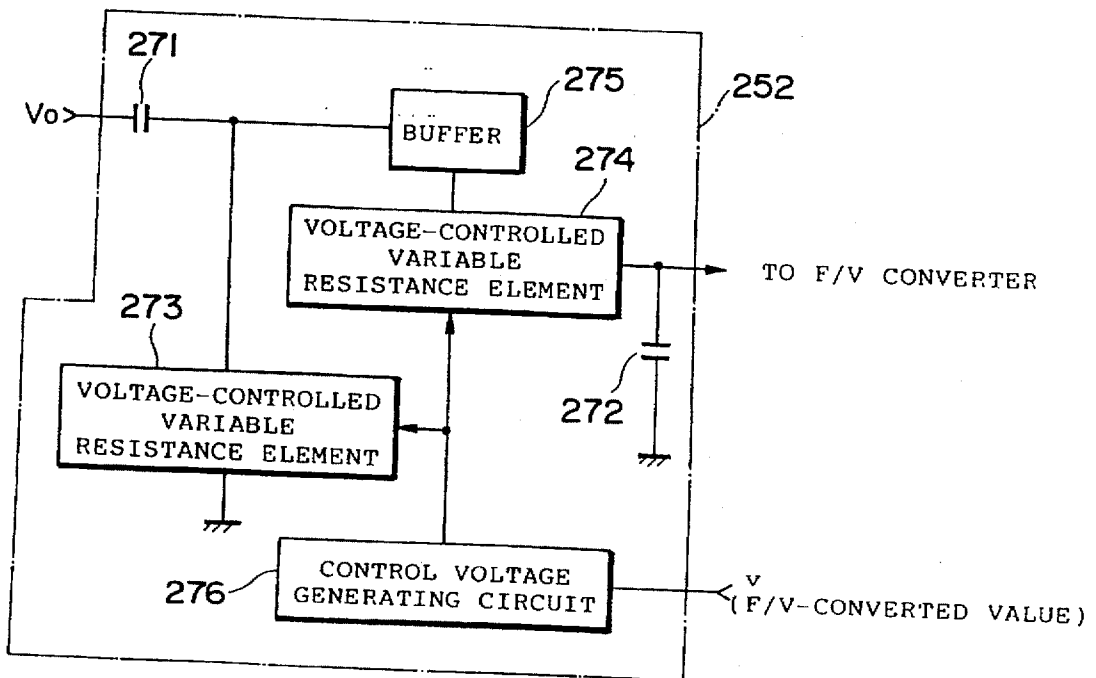 271
Vo
275
252
BUFFER
274
VOLTAGE-CONTROLLED
VARIABLE
RESISTANCE ELEMENT
TO F/V CONVERTER
273
VOLTAGE-CONTROLLED
VARIABLE
RESISTANCE ELEMENT
272
CONTROL VOLTAGE
GENERATING CIRCUIT
276
v
(F/V-CONVERTED VALUE)